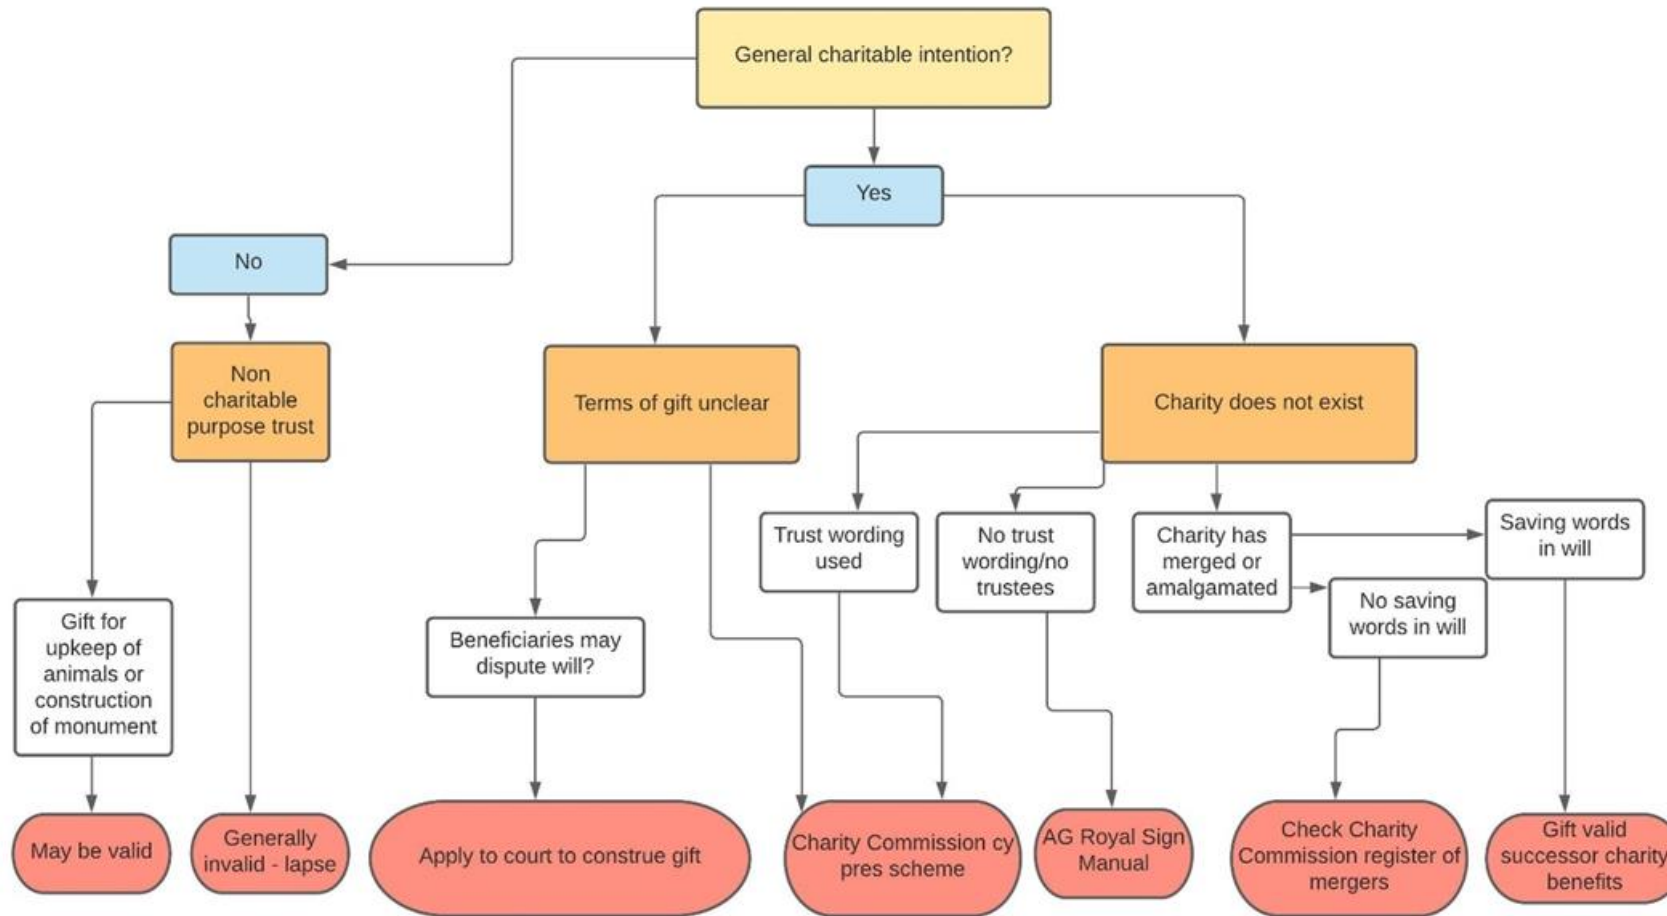 General charitable intention?
Yes
No
Non
charitable
purpose trust
Terms of gift unclear
Charity does not exist
Trust wording
used
No trust
wording/no
trustees
Charity has
merged or
amalgamated
Saving words
in will
No saving
words in will
Gift for
upkeep of
animals or
construction
of monument
Beneficiaries may
dispute will?
May be valid
Generally
invalid - lapse
Apply to court to construe gift
Charity Commission cy
pres scheme
AG Royal Sign
Manual
Check Charity
Commission register of
mergers
Gift valid
successor charity
benefits